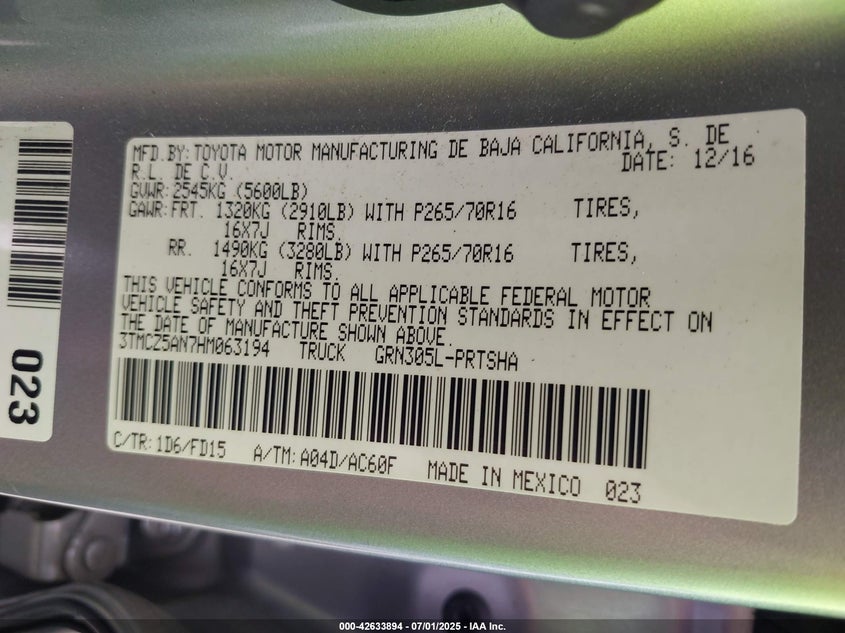 MFD.BY:TOYOTA MOTOR MANUFACTURING DE BAJA CALIFORNIA, S. DE
R.L. DE C.V. DATE: 12/16
GVWR:2545KG (5600LB)
GAWR:FRT. 1320KG (2910LB) WITH P265/70R16 TIRES,
16X7J RIMS.
RR. 1490KG (3280LB) WITH P265/70R16 TIRES,
16X7J RIMS.
THIS VEHICLE CONFORMS TO ALL APPLICABLE FEDERAL MOTOR
VEHICLE SAFETY AND THEFT PREVENTION STANDARDS IN EFFECT ON
THE DATE OF MANUFACTURE SHOWN ABOVE.
3TMCZ5AN7HM063194 TRUCK GRN305L-PRTSHA
C/TR:1D6/FD15 A/TM:A04D/AC60F MADE IN MEXICO 023
023
000-42633894 / 07/01/2025 - IAA Inc.